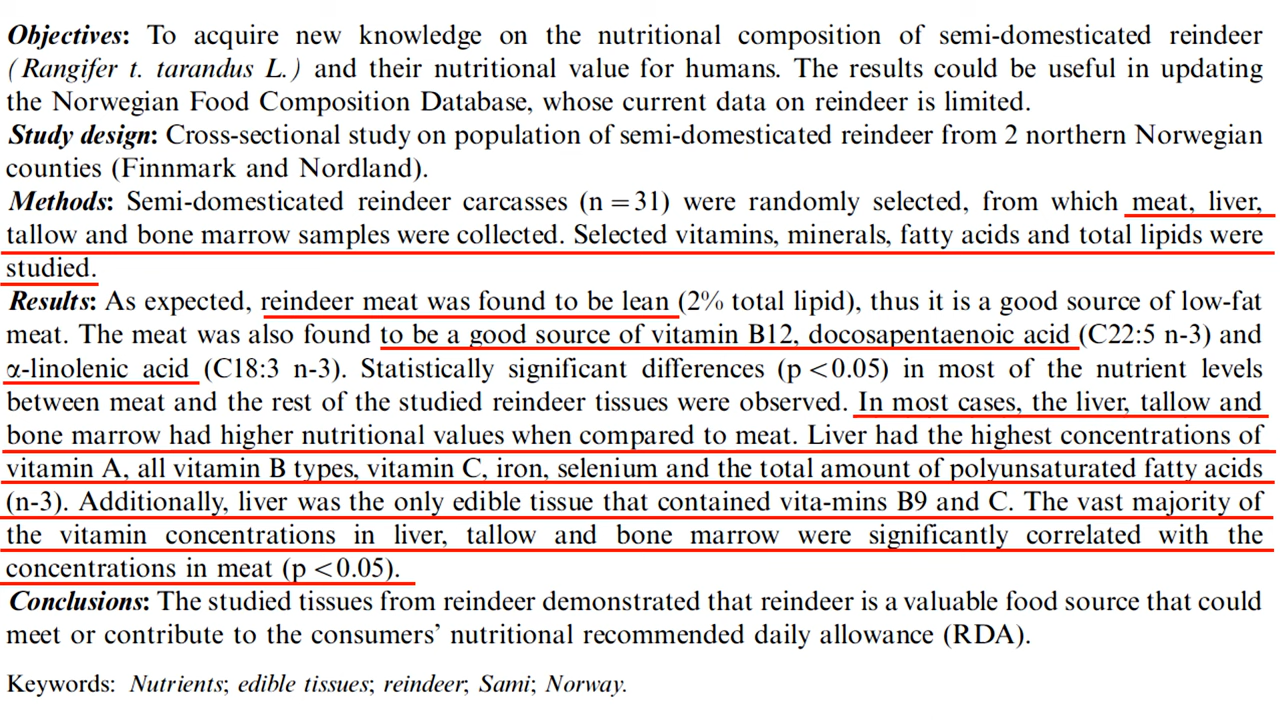 Objectives: To acquire new knowledge on the nutritional composition of semi-domesticated reindeer
(Rangifer t. tarandus L.) and their nutritional value for humans. The results could be useful in updating
the Norwegian Food Composition Database, whose current data on reindeer is limited.
Study design: Cross-sectional study on population of semi-domesticated reindeer from 2 northern Norwegian
counties (Finnmark and Nordland).
Methods: Semi-domesticated reindeer carcasses (n = 31) were randomly selected, from which meat, liver,
tallow and bone marrow samples were collected. Selected vitamins, minerals, fatty acids and total lipids were
studied.
Results: As expected, reindeer meat was found to be lean (2% total lipid), thus it is a good source of low-fat
meat. The meat was also found to be a good source of vitamin B12, docosapentaenoic acid (C22:5 n-3) and
α-linolenic acid (C18:3 n-3). Statistically significant differences (p < 0.05) in most of the nutrient levels
between meat and the rest of the studied reindeer tissues were observed. In most cases, the liver, tallow and
bone marrow had higher nutritional values when compared to meat. Liver had the highest concentrations of
vitamin A, all vitamin B types, vitamin C, iron, selenium and the total amount of polyunsaturated fatty acids
(n-3). Additionally, liver was the only edible tissue that contained vita-mins B9 and C. The vast majority of
the vitamin concentrations in liver, tallow and bone marrow were significantly correlated with the
concentrations in meat (p < 0.05).
Conclusions: The studied tissues from reindeer demonstrated that reindeer is a valuable food source that could
meet or contribute to the consumers' nutritional recommended daily allowance (RDA).
Keywords: Nutrients; edible tissues; reindeer; Sami; Norway.